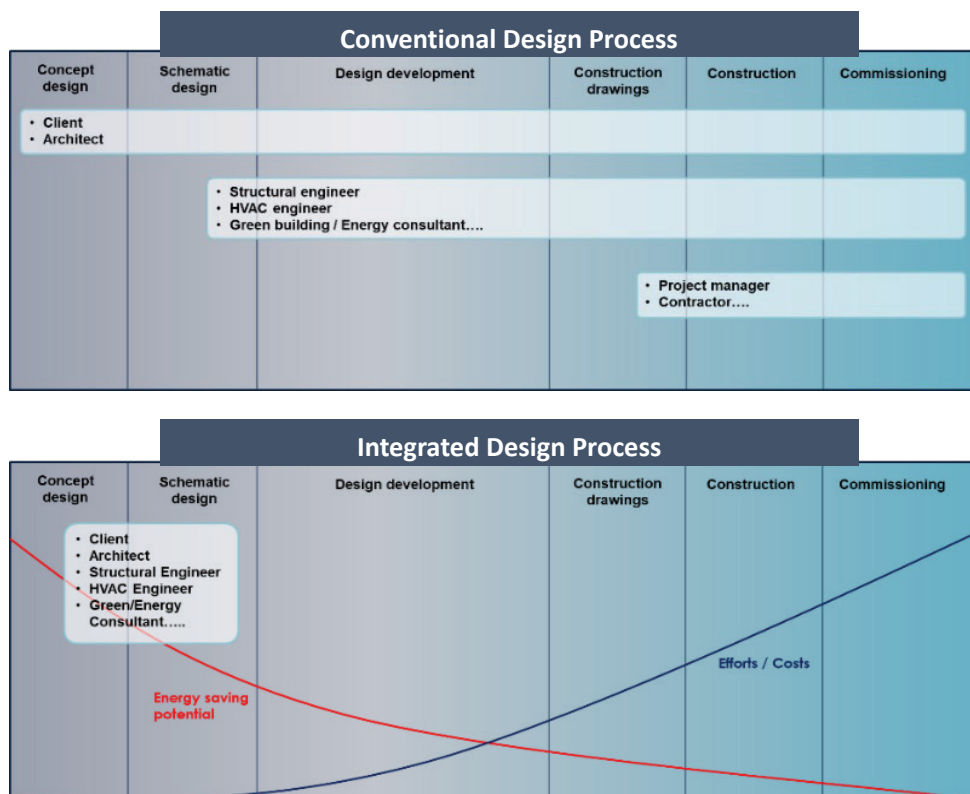 Conventional Design Process
Concept design
Schematic design
Design development
Construction drawings
Construction
Commissioning
• Client
• Architect
• Structural engineer
• HVAC engineer
• Green building / Energy consultant....
• Project manager
• Contractor....
Integrated Design Process
Concept design
Schematic design
Design development
Construction drawings
Construction
Commissioning
• Client
• Architect
• Structural Engineer
• HVAC Engineer
• Green/Energy
Consultant.....
Energy saving
potential
Efforts / Costs